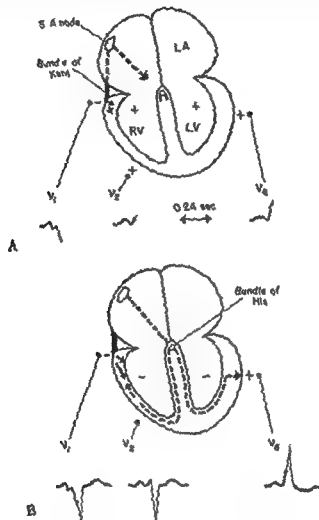 S A node
LA
Bundle of
Kent
+
+
RV
LV
+
V₁
V₂
+
V₆
0.24 sec
A
Bundle of
His
-
-
+
V₁
V₂
V₆
B